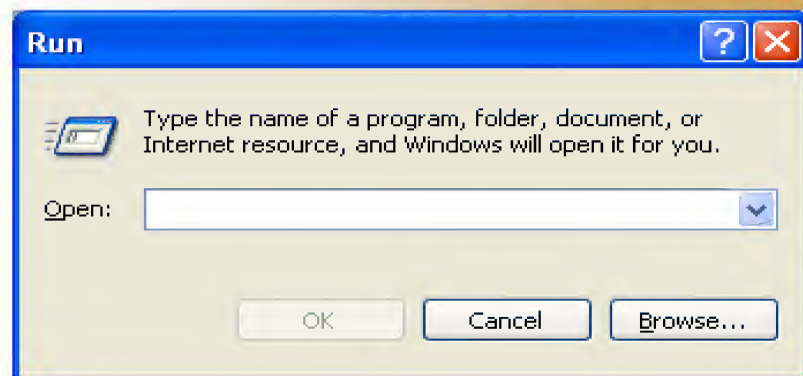 Run
Type the name of a program, folder, document, or
Internet resource, and Windows will open it for you.
Open:
OK Cancel Browse...